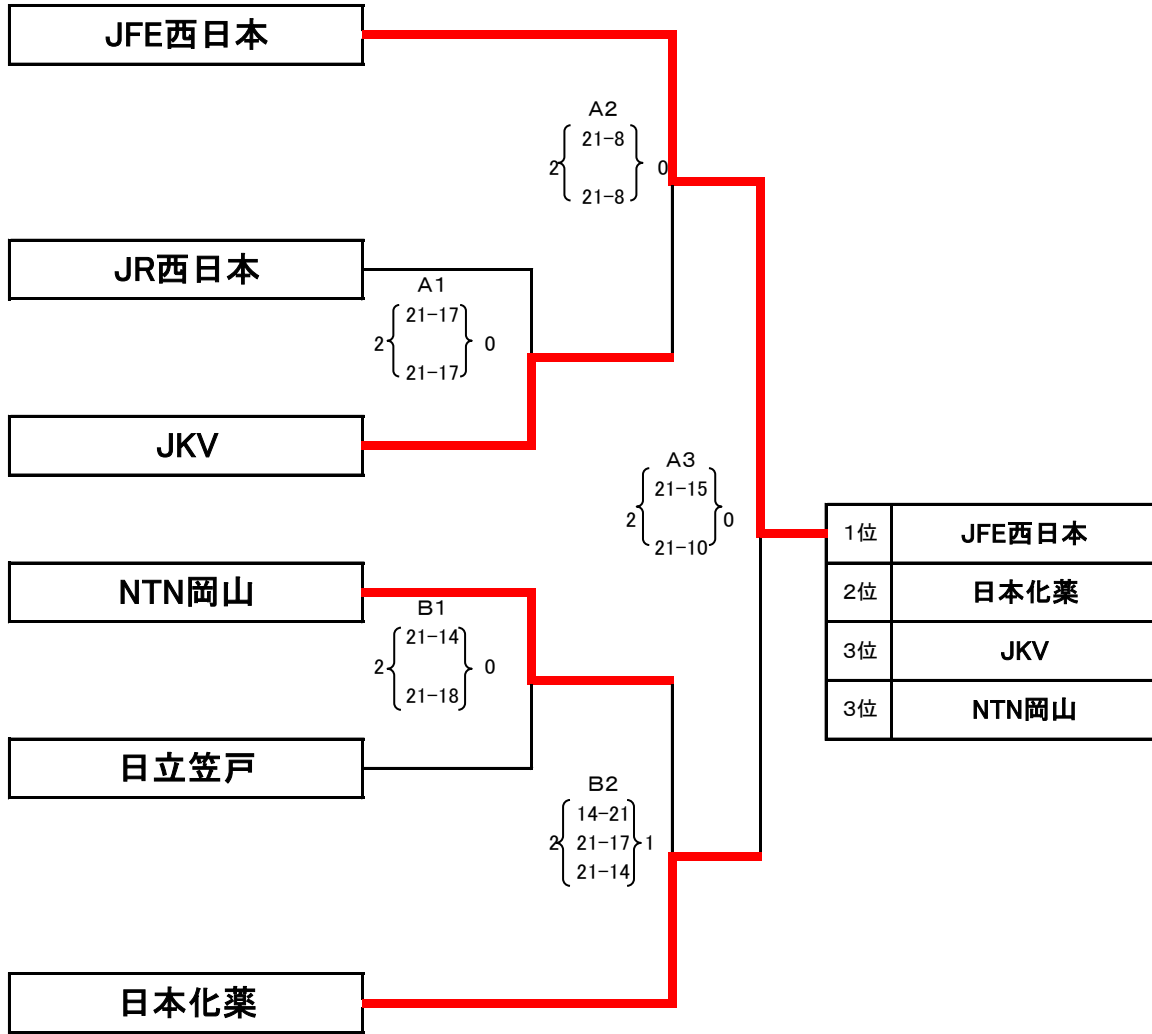 JFE西日本
A2
21-8
2 0
21-8
JR西日本
A1
21-17
2 0
21-17
JKV
A3
21-15
2 0
21-10
1位 JFE西日本
2位 日本化薬
3位 JKV
3位 NTN岡山
NTN岡山
B1
21-14
2 0
21-18
日立笠戸
B2
14-21
2 21-17 1
21-14
日本化薬